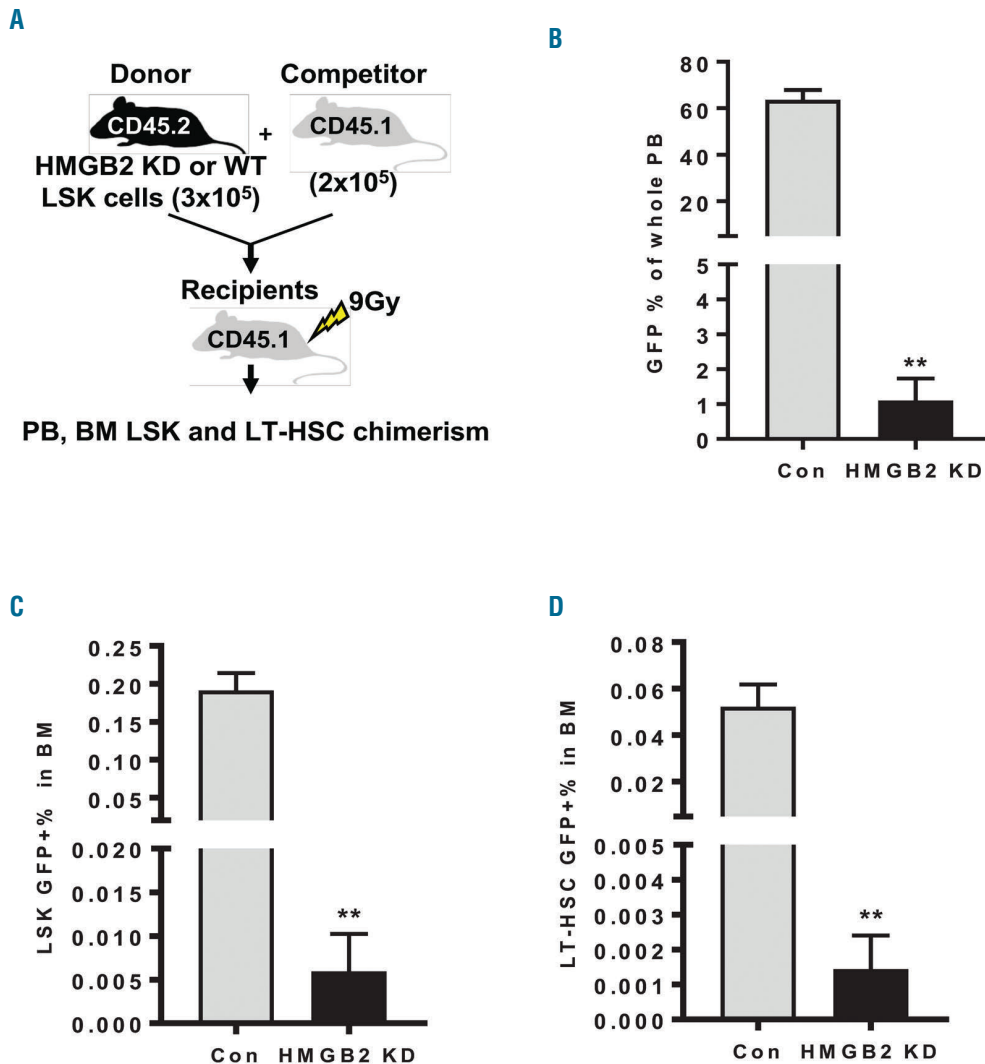 A
Donor
Competitor
CD45.2
+
CD45.1
HMGB2 KD or WT
LSK cells (3x10⁵)
(2x10⁵)
Recipients
9Gy
CD45.1
PB, BM LSK and LT-HSC chimerism
B
GFP % of whole PB
80
60
40
20
5
4
3
2
1
0
**
Con HMGB2 KD
C
LSK GFP+% in BM
0.25
0.20
0.15
0.10
0.05
0.020
0.015
0.010
0.005
0.000
**
Con HMGB2 KD
D
LT-HSC GFP+% in BM
0.08
0.06
0.04
0.02
0.005
0.004
0.003
0.002
0.001
0.000
**
Con HMGB2 KD